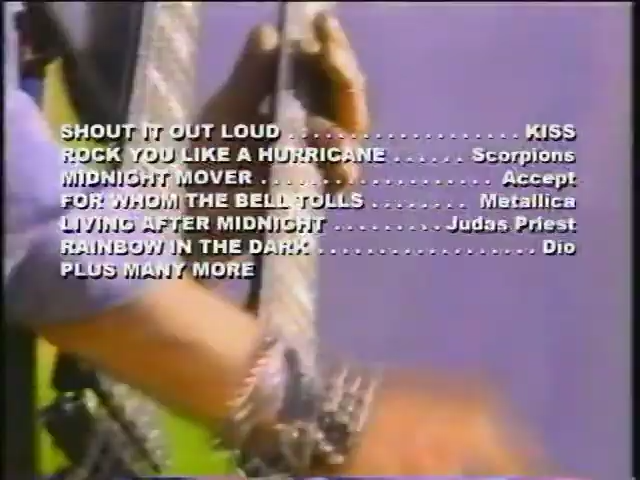 SHOUT IT OUT LOUD . . . . . . . . . . . . . . . . . . . KISS
ROCK YOU LIKE A HURRICANE . . . . . . Scorpions
MIDNIGHT MOVER . . . . . . . . . . . . . . . . . . . Accept
FOR WHOM THE BELL TOLLS . . . . . . . . Metallica
LIVING AFTER MIDNIGHT . . . . . . . . . Judas Priest
RAINBOW IN THE DARK . . . . . . . . . . . . . . . . . . Dio
PLUS MANY MORE